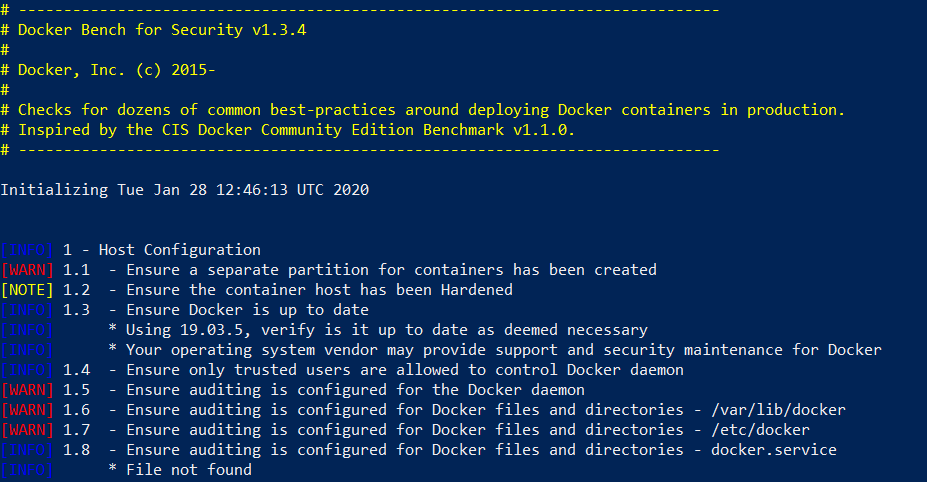 # ------------------------------------------------------------------------------
# Docker Bench for Security v1.3.4
#
# Docker, Inc. (c) 2015-
#
# Checks for dozens of common best-practices around deploying Docker containers in production.
# Inspired by the CIS Docker Community Edition Benchmark v1.1.0.
# ------------------------------------------------------------------------------
Initializing Tue Jan 28 12:46:13 UTC 2020
[INFO] 1 - Host Configuration
[WARN] 1.1  - Ensure a separate partition for containers has been created
[NOTE] 1.2  - Ensure the container host has been Hardened
[INFO] 1.3  - Ensure Docker is up to date
[INFO]      * Using 19.03.5, verify is it up to date as deemed necessary
[INFO]      * Your operating system vendor may provide support and security maintenance for Docker
[INFO] 1.4  - Ensure only trusted users are allowed to control Docker daemon
[WARN] 1.5  - Ensure auditing is configured for the Docker daemon
[WARN] 1.6  - Ensure auditing is configured for Docker files and directories - /var/lib/docker
[WARN] 1.7  - Ensure auditing is configured for Docker files and directories - /etc/docker
[INFO] 1.8  - Ensure auditing is configured for Docker files and directories - docker.service
[INFO]      * File not found